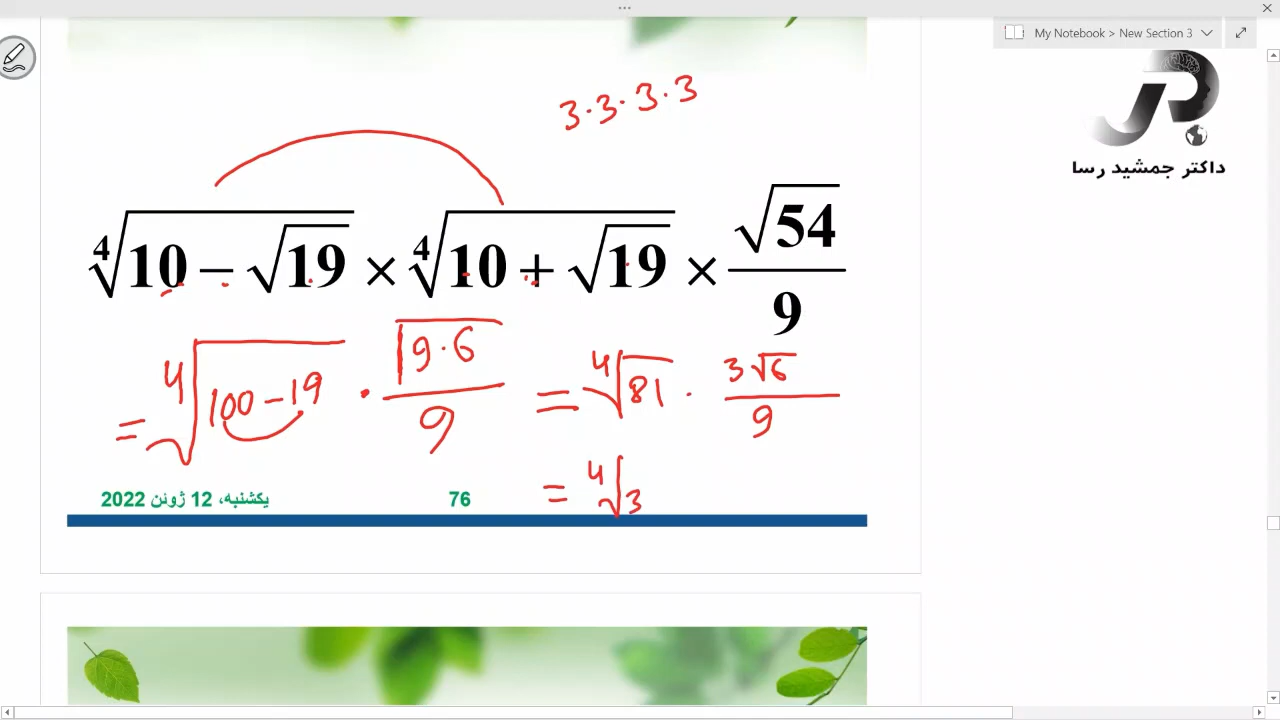 My Notebook > New Section 3
داکتر جمشید رسا
3·3·3·3
∜(10 − √19) × ∜(10 + √19) × √54 / 9
= ∜(100 − 19) · √(9·6) / 9 = ∜81 · 3√6 / 9
= ∜3
یکشنبه، 12 ژوئن 2022
76